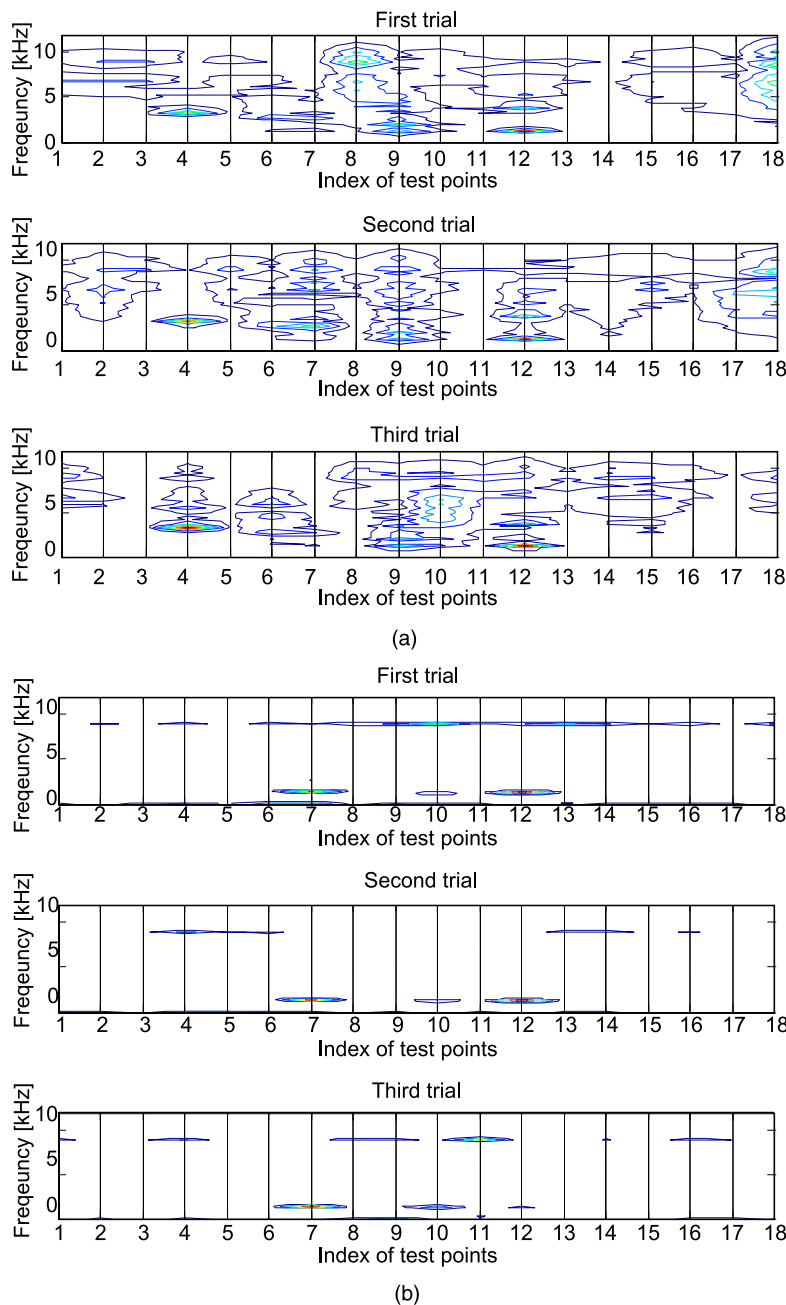 First trial
Freqeuncy [kHz]
10
5
0
1 2 3 4 5 6 7 8 9 10 11 12 13 14 15 16 17 18
Index of test points
Second trial
Freqeuncy [kHz]
10
5
0
1 2 3 4 5 6 7 8 9 10 11 12 13 14 15 16 17 18
Index of test points
Third trial
Freqeuncy [kHz]
10
5
0
1 2 3 4 5 6 7 8 9 10 11 12 13 14 15 16 17 18
Index of test points
(a)
First trial
Freqeuncy [kHz]
10
5
0
1 2 3 4 5 6 7 8 9 10 11 12 13 14 15 16 17 18
Index of test points
Second trial
Freqeuncy [kHz]
10
5
0
1 2 3 4 5 6 7 8 9 10 11 12 13 14 15 16 17 18
Index of test points
Third trial
Freqeuncy [kHz]
10
5
0
1 2 3 4 5 6 7 8 9 10 11 12 13 14 15 16 17 18
Index of test points
(b)